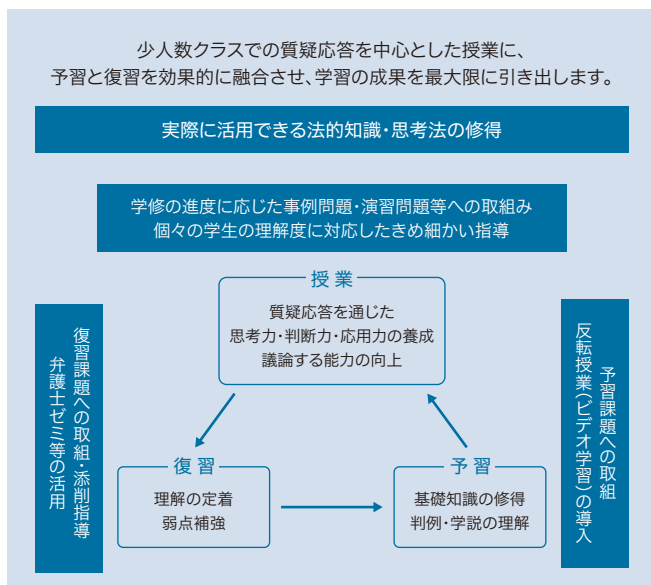 少人数クラスでの質疑応答を中心とした授業に、
予習と復習を効果的に融合させ、学習の成果を最大限に引き出します。
実際に活用できる法的知識・思考法の修得
学修の進度に応じた事例問題・演習問題等への取組み
個々の学生の理解度に対応したきめ細かい指導
授業
質疑応答を通じた
思考力・判断力・応用力の養成
議論する能力の向上
復習課題への取組・添削指導
弁護士ゼミ等の活用
復習
理解の定着
弱点補強
予習
基礎知識の修得
判例・学説の理解
予習課題への取組
反転授業(ビデオ学習)の導入